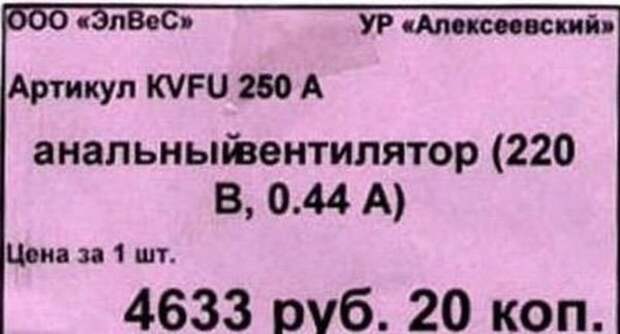 ООО «ЭлВеС» УР «Алексеевский»
Артикул KVFU 250 A
анальныйвентилятор (220
В, 0.44 А)
Цена за 1 шт.
4633 руб. 20 коп.